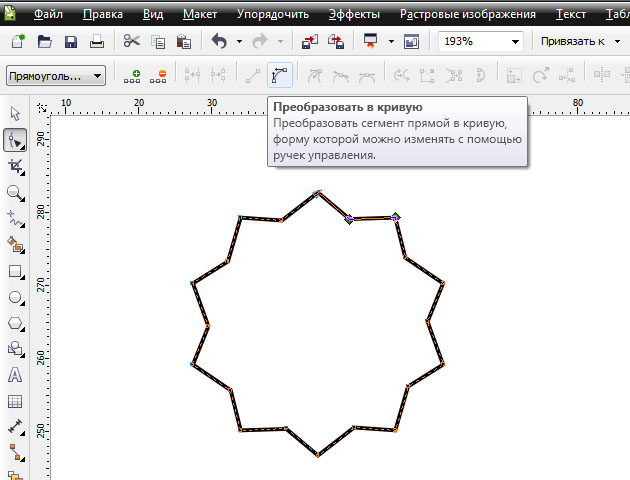 Файл Правка Вид Макет Упорядочить Эффекты Растровые изображения Текст Табл
193% Привязать к
Прямоуголь...
10 20 30 80
Преобразовать в кривую
Преобразовать сегмент прямой в кривую,
форму которой можно изменять с помощью
ручек управления.
290
280
270
260
250